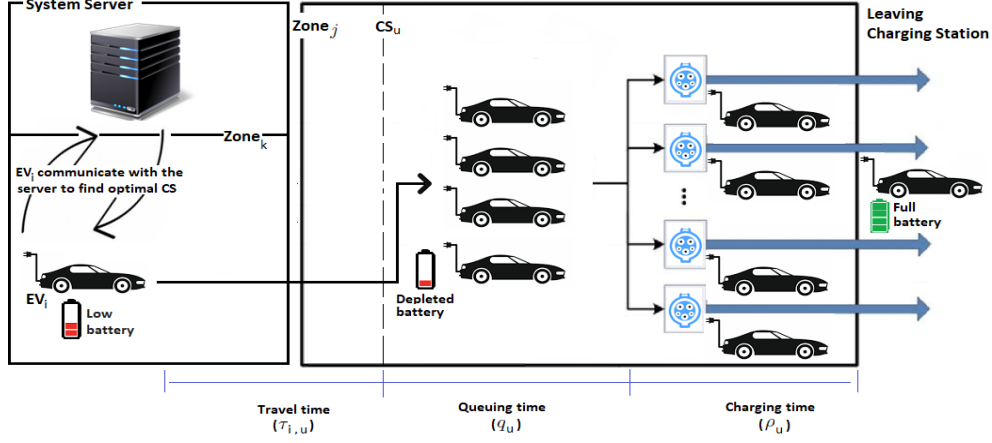 System Server
Zone j
CSu
Leaving
Charging Station
Zonek
EVi communicate with the
server to find optimal CS
EVi
Low
battery
Depleted
battery
Full
battery
Travel time
(τi,u)
Queuing time
(qu)
Charging time
(ρu)